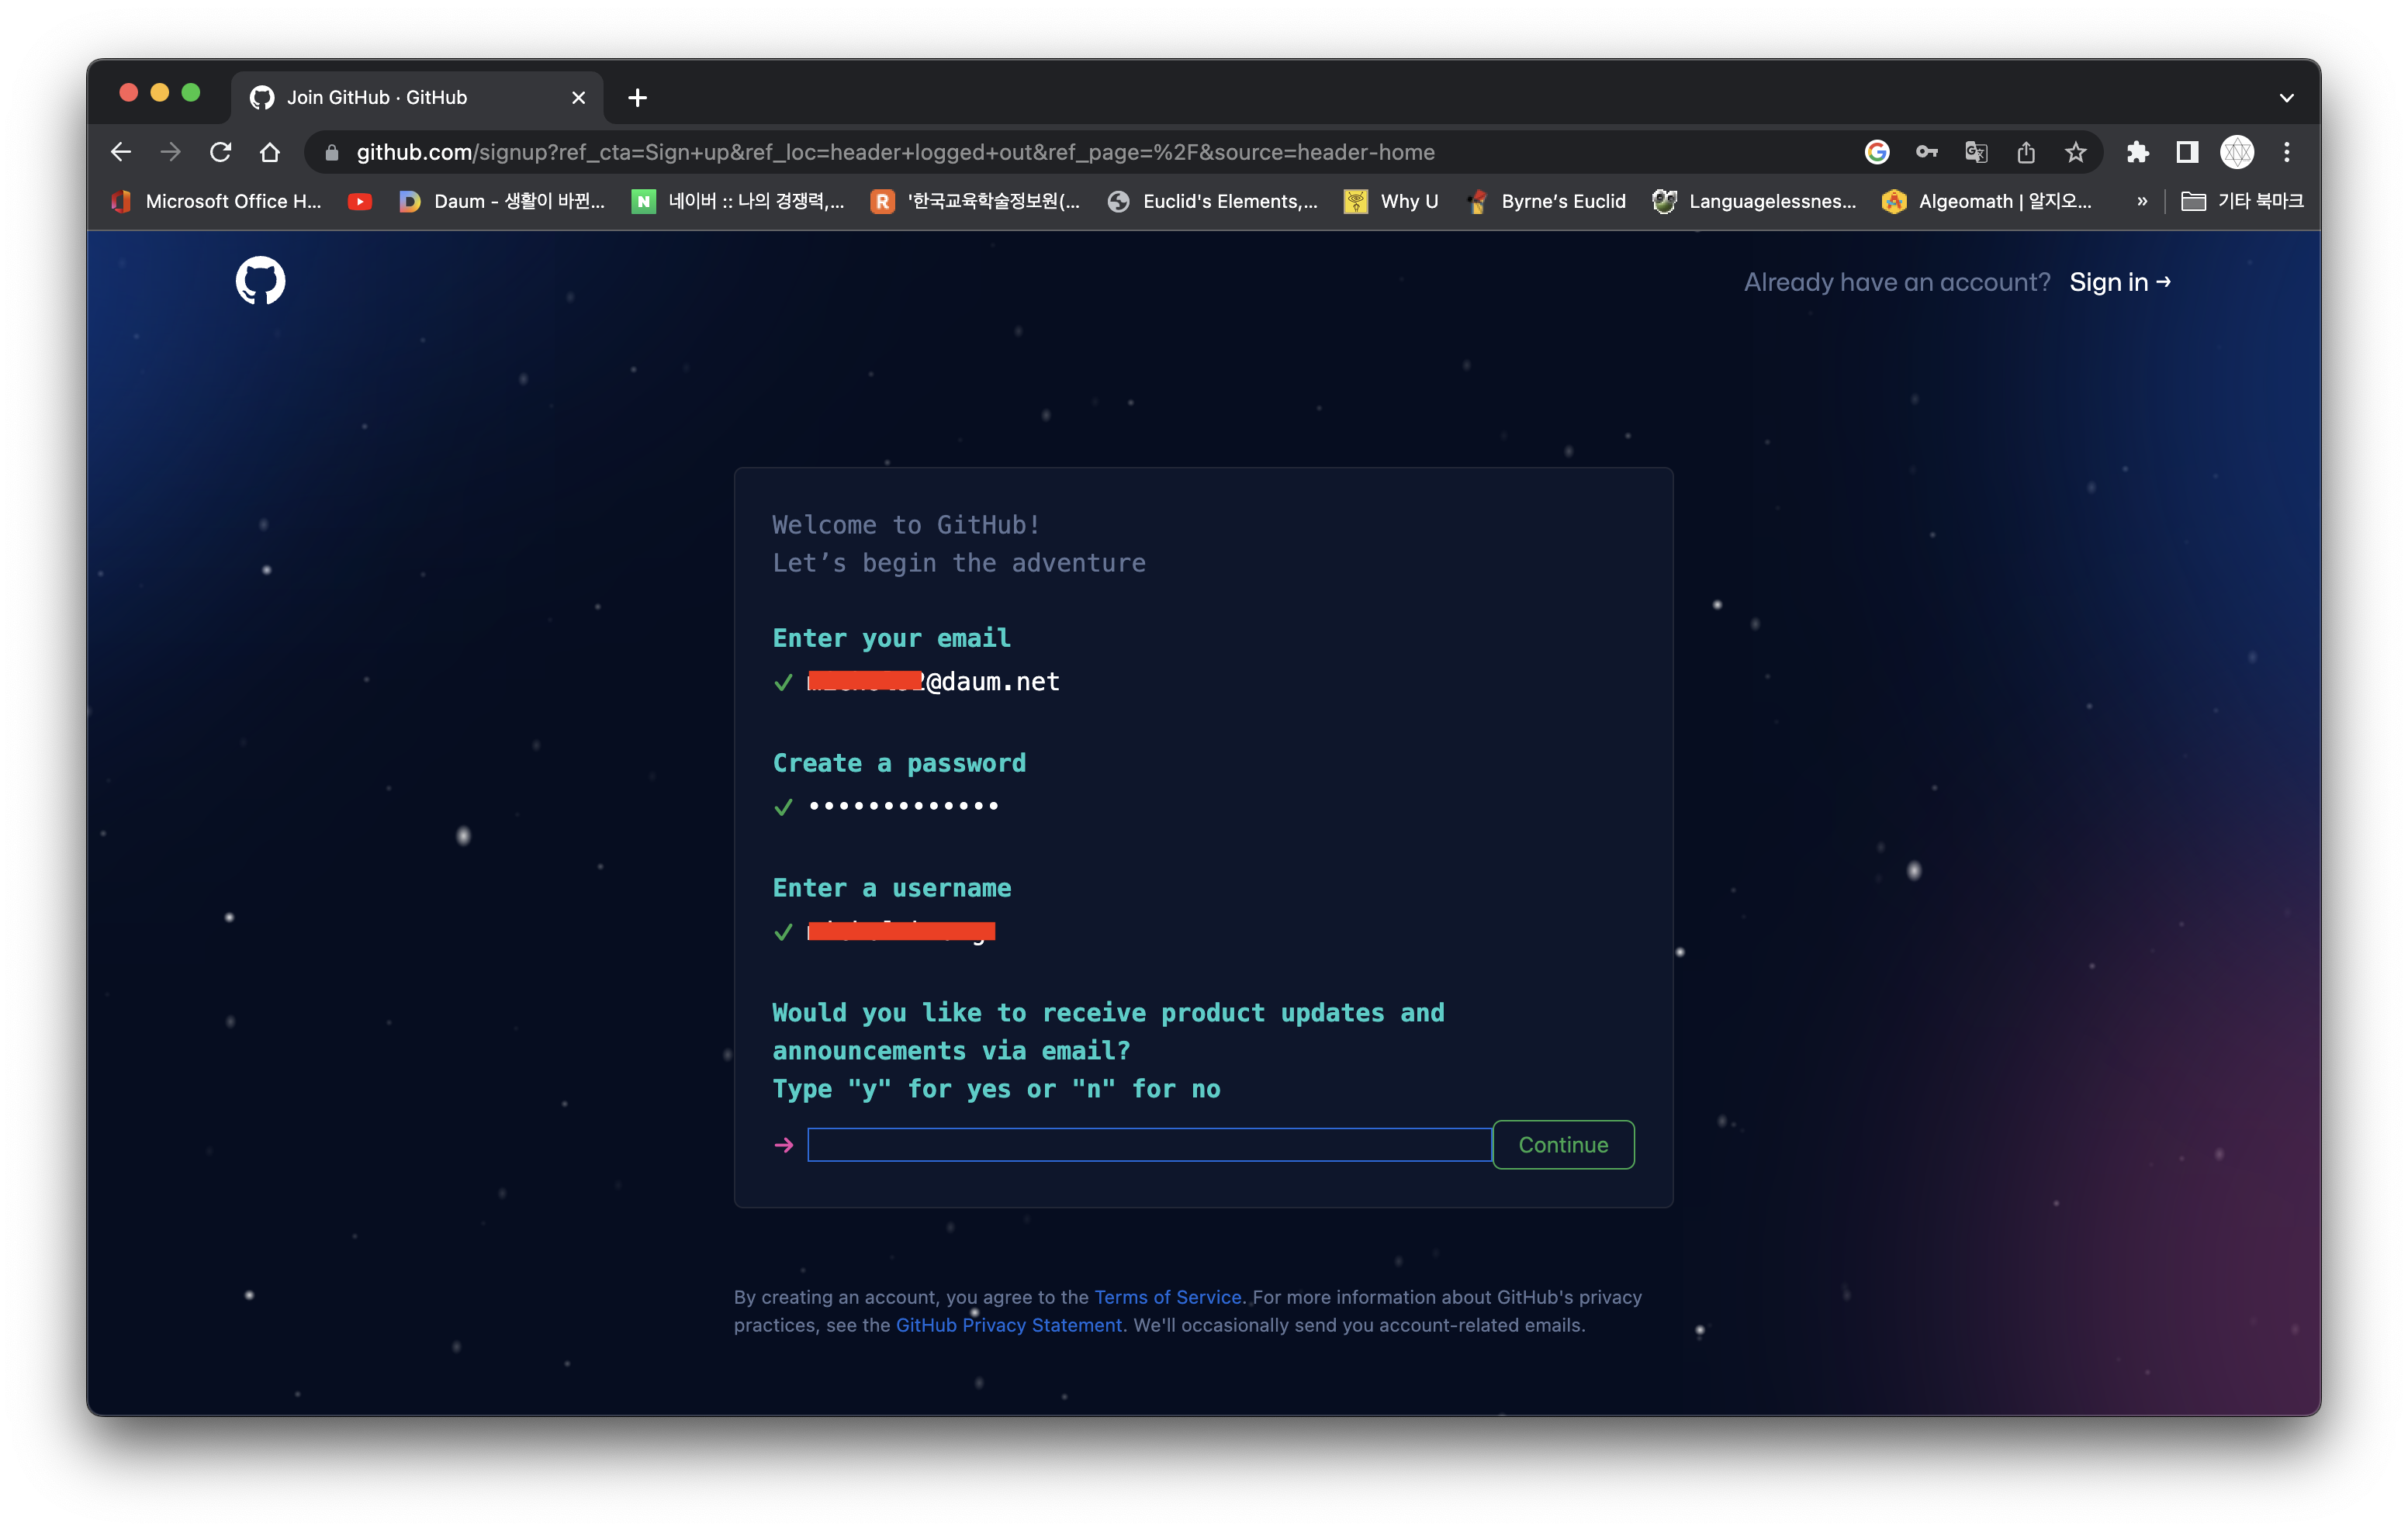 Join GitHub · GitHub
github.com/signup?ref_cta=Sign+up&ref_loc=header+logged+out&ref_page=%2F&source=header-home
Microsoft Office H...
Daum - 생활이 바뀐...
네이버 :: 나의 경쟁력,...
'한국교육학술정보원(...
Euclid's Elements,...
Why U
Byrne's Euclid
Languagelessnes...
Algeomath | 알지오...
»
기타 북마크
Already have an account? Sign in →
Welcome to GitHub!
Let’s begin the adventure
Enter your email
@daum.net
Create a password
•••••••••••••
Enter a username
Would you like to receive product updates and
announcements via email?
Type "y" for yes or "n" for no
Continue
By creating an account, you agree to the Terms of Service. For more information about GitHub's privacy
practices, see the GitHub Privacy Statement. We'll occasionally send you account-related emails.